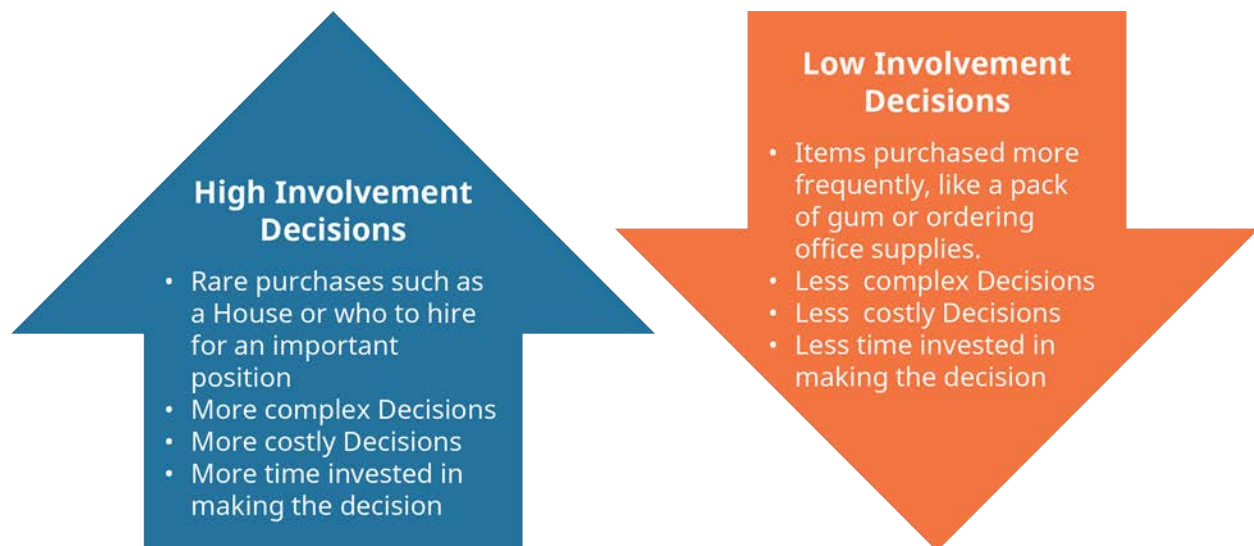 High Involvement
Decisions
• Rare purchases such as
a House or who to hire
for an important
position
• More complex Decisions
• More costly Decisions
• More time invested in
making the decision
Low Involvement
Decisions
• Items purchased more
frequently, like a pack
of gum or ordering
office supplies.
• Less  complex Decisions
• Less  costly Decisions
• Less time invested in
making the decision